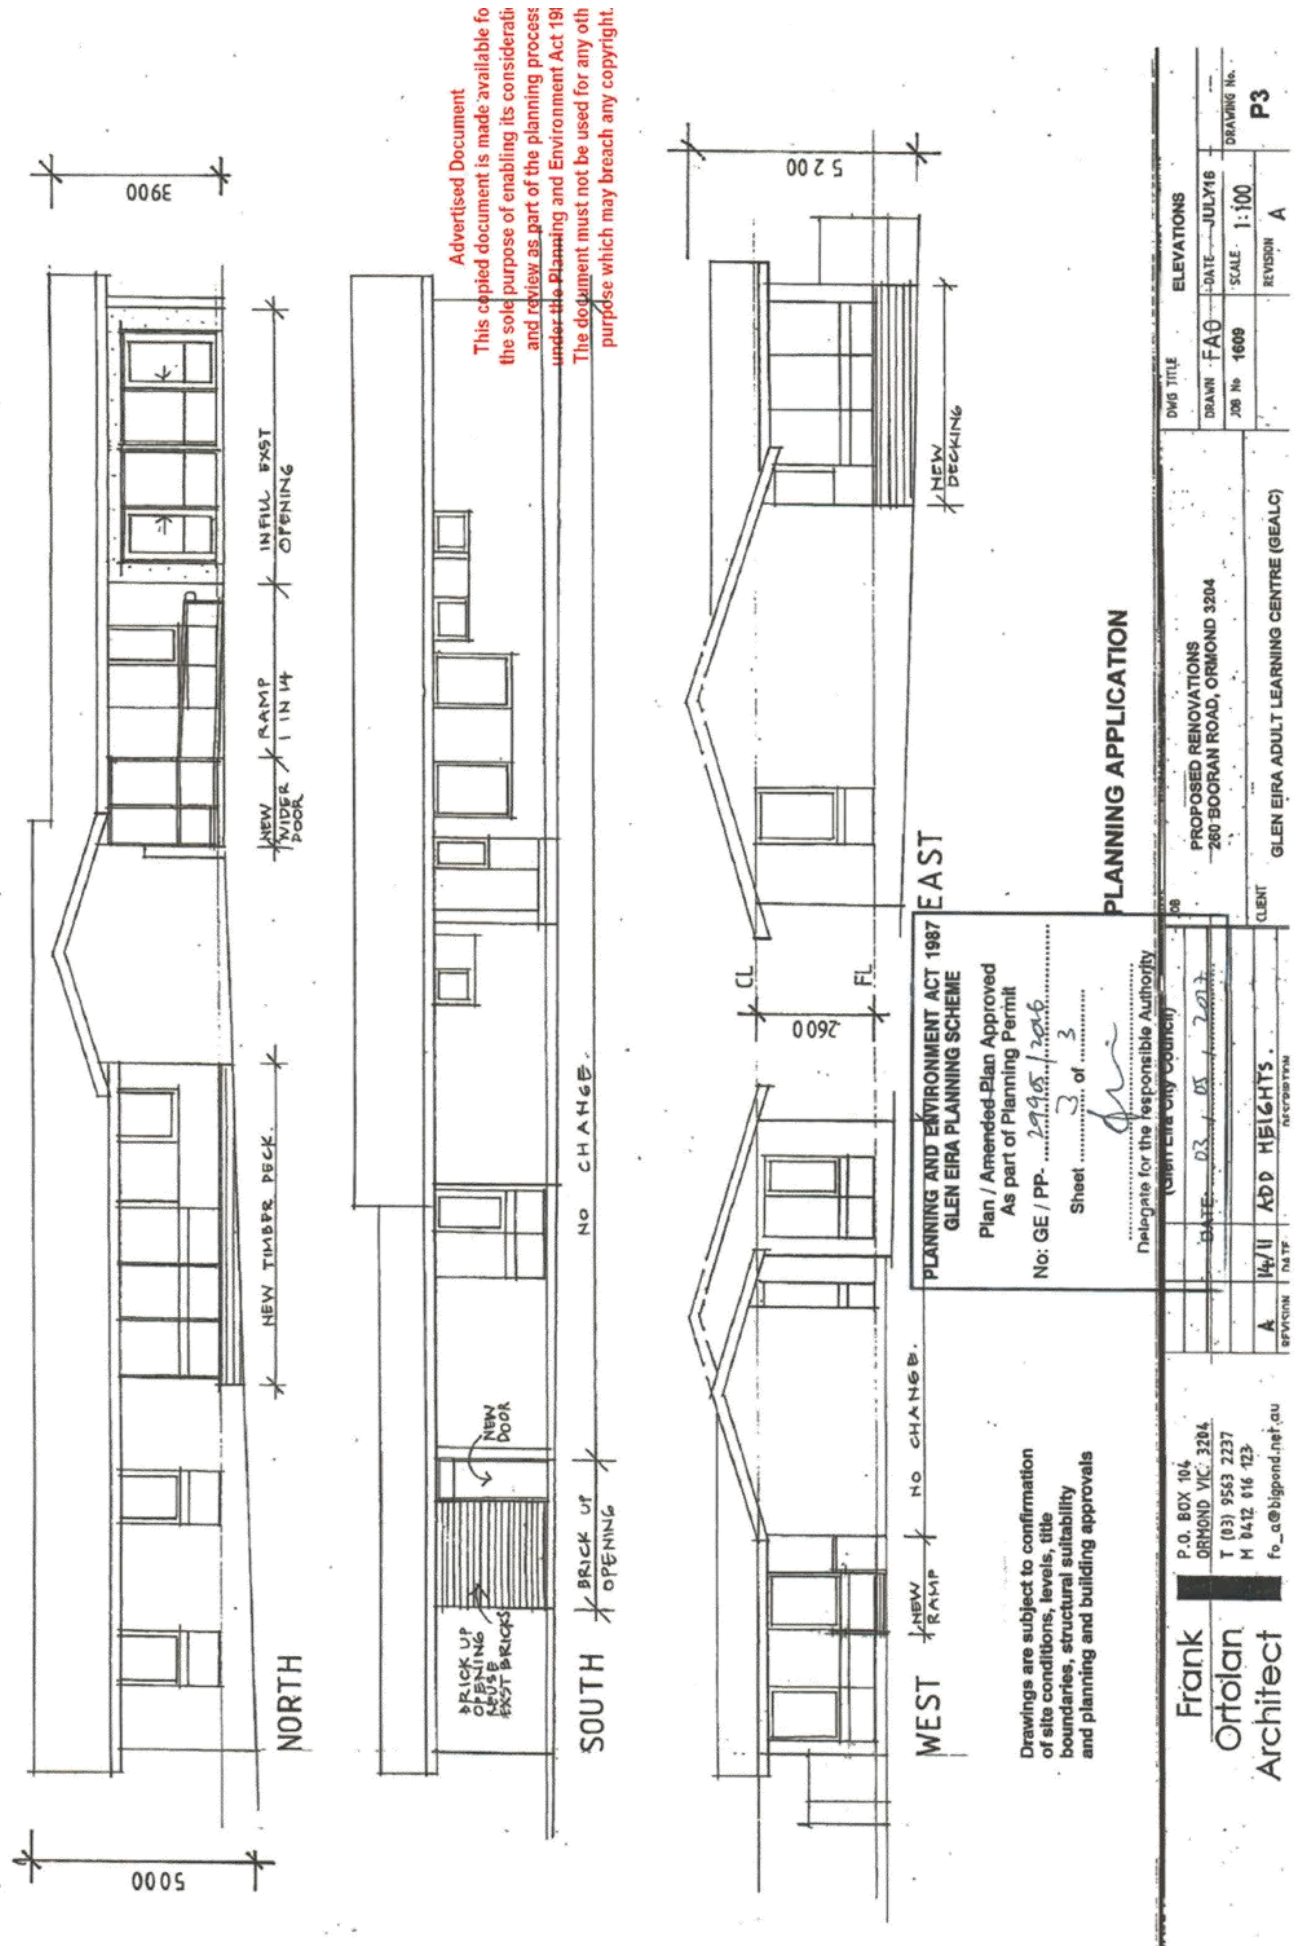 5000
3900
NEW TIMBER DECK.
NEW
WIDER
DOOR
RAMP
1 IN 14
INFILL EXST
OPENING
NORTH
Advertised Document
This copied document is made available fo
the sole purpose of enabling its considerati
and review as part of the planning process
under the Planning and Environment Act 198
The document must not be used for any oth
purpose which may breach any copyright.
BRICK UP
OPENING
REUSE
EXST BRICKS
NEW
DOOR
BRICK UP
OPENING
NO CHANGE.
SOUTH
5200
NEW
RAMP
NO CHANGE.
WEST
CL
2600
FL
NEW
DECKING
EAST
Drawings are subject to confirmation
of site conditions, levels, title
boundaries, structural suitability
and planning and building approvals
PLANNING AND ENVIRONMENT ACT 1987
GLEN EIRA PLANNING SCHEME
Plan / Amended Plan Approved
As part of Planning Permit
No: GE / PP- 29905/2016
Sheet 3 of 3
Delegate for the responsible Authority
(Glen Eira City Council)
DATE: 03 / 05 / 2017
PLANNING APPLICATION
Frank
Ortolan
Architect
P.O. BOX 104
ORMOND VIC. 3204
T (03) 9563 2237
M 0412 016 123
fo_a@bigpond.net.au
A 14/11 ADD HEIGHTS.
REVISION DATE DESCRIPTION
JOB
PROPOSED RENOVATIONS
260 BOORAN ROAD, ORMOND 3204
CLIENT
GLEN EIRA ADULT LEARNING CENTRE (GEALC)
DWG TITLE
ELEVATIONS
DRAWN FAO DATE JULY16
JOB No 1609 SCALE 1:100
REVISION A
DRAWING No.
P3